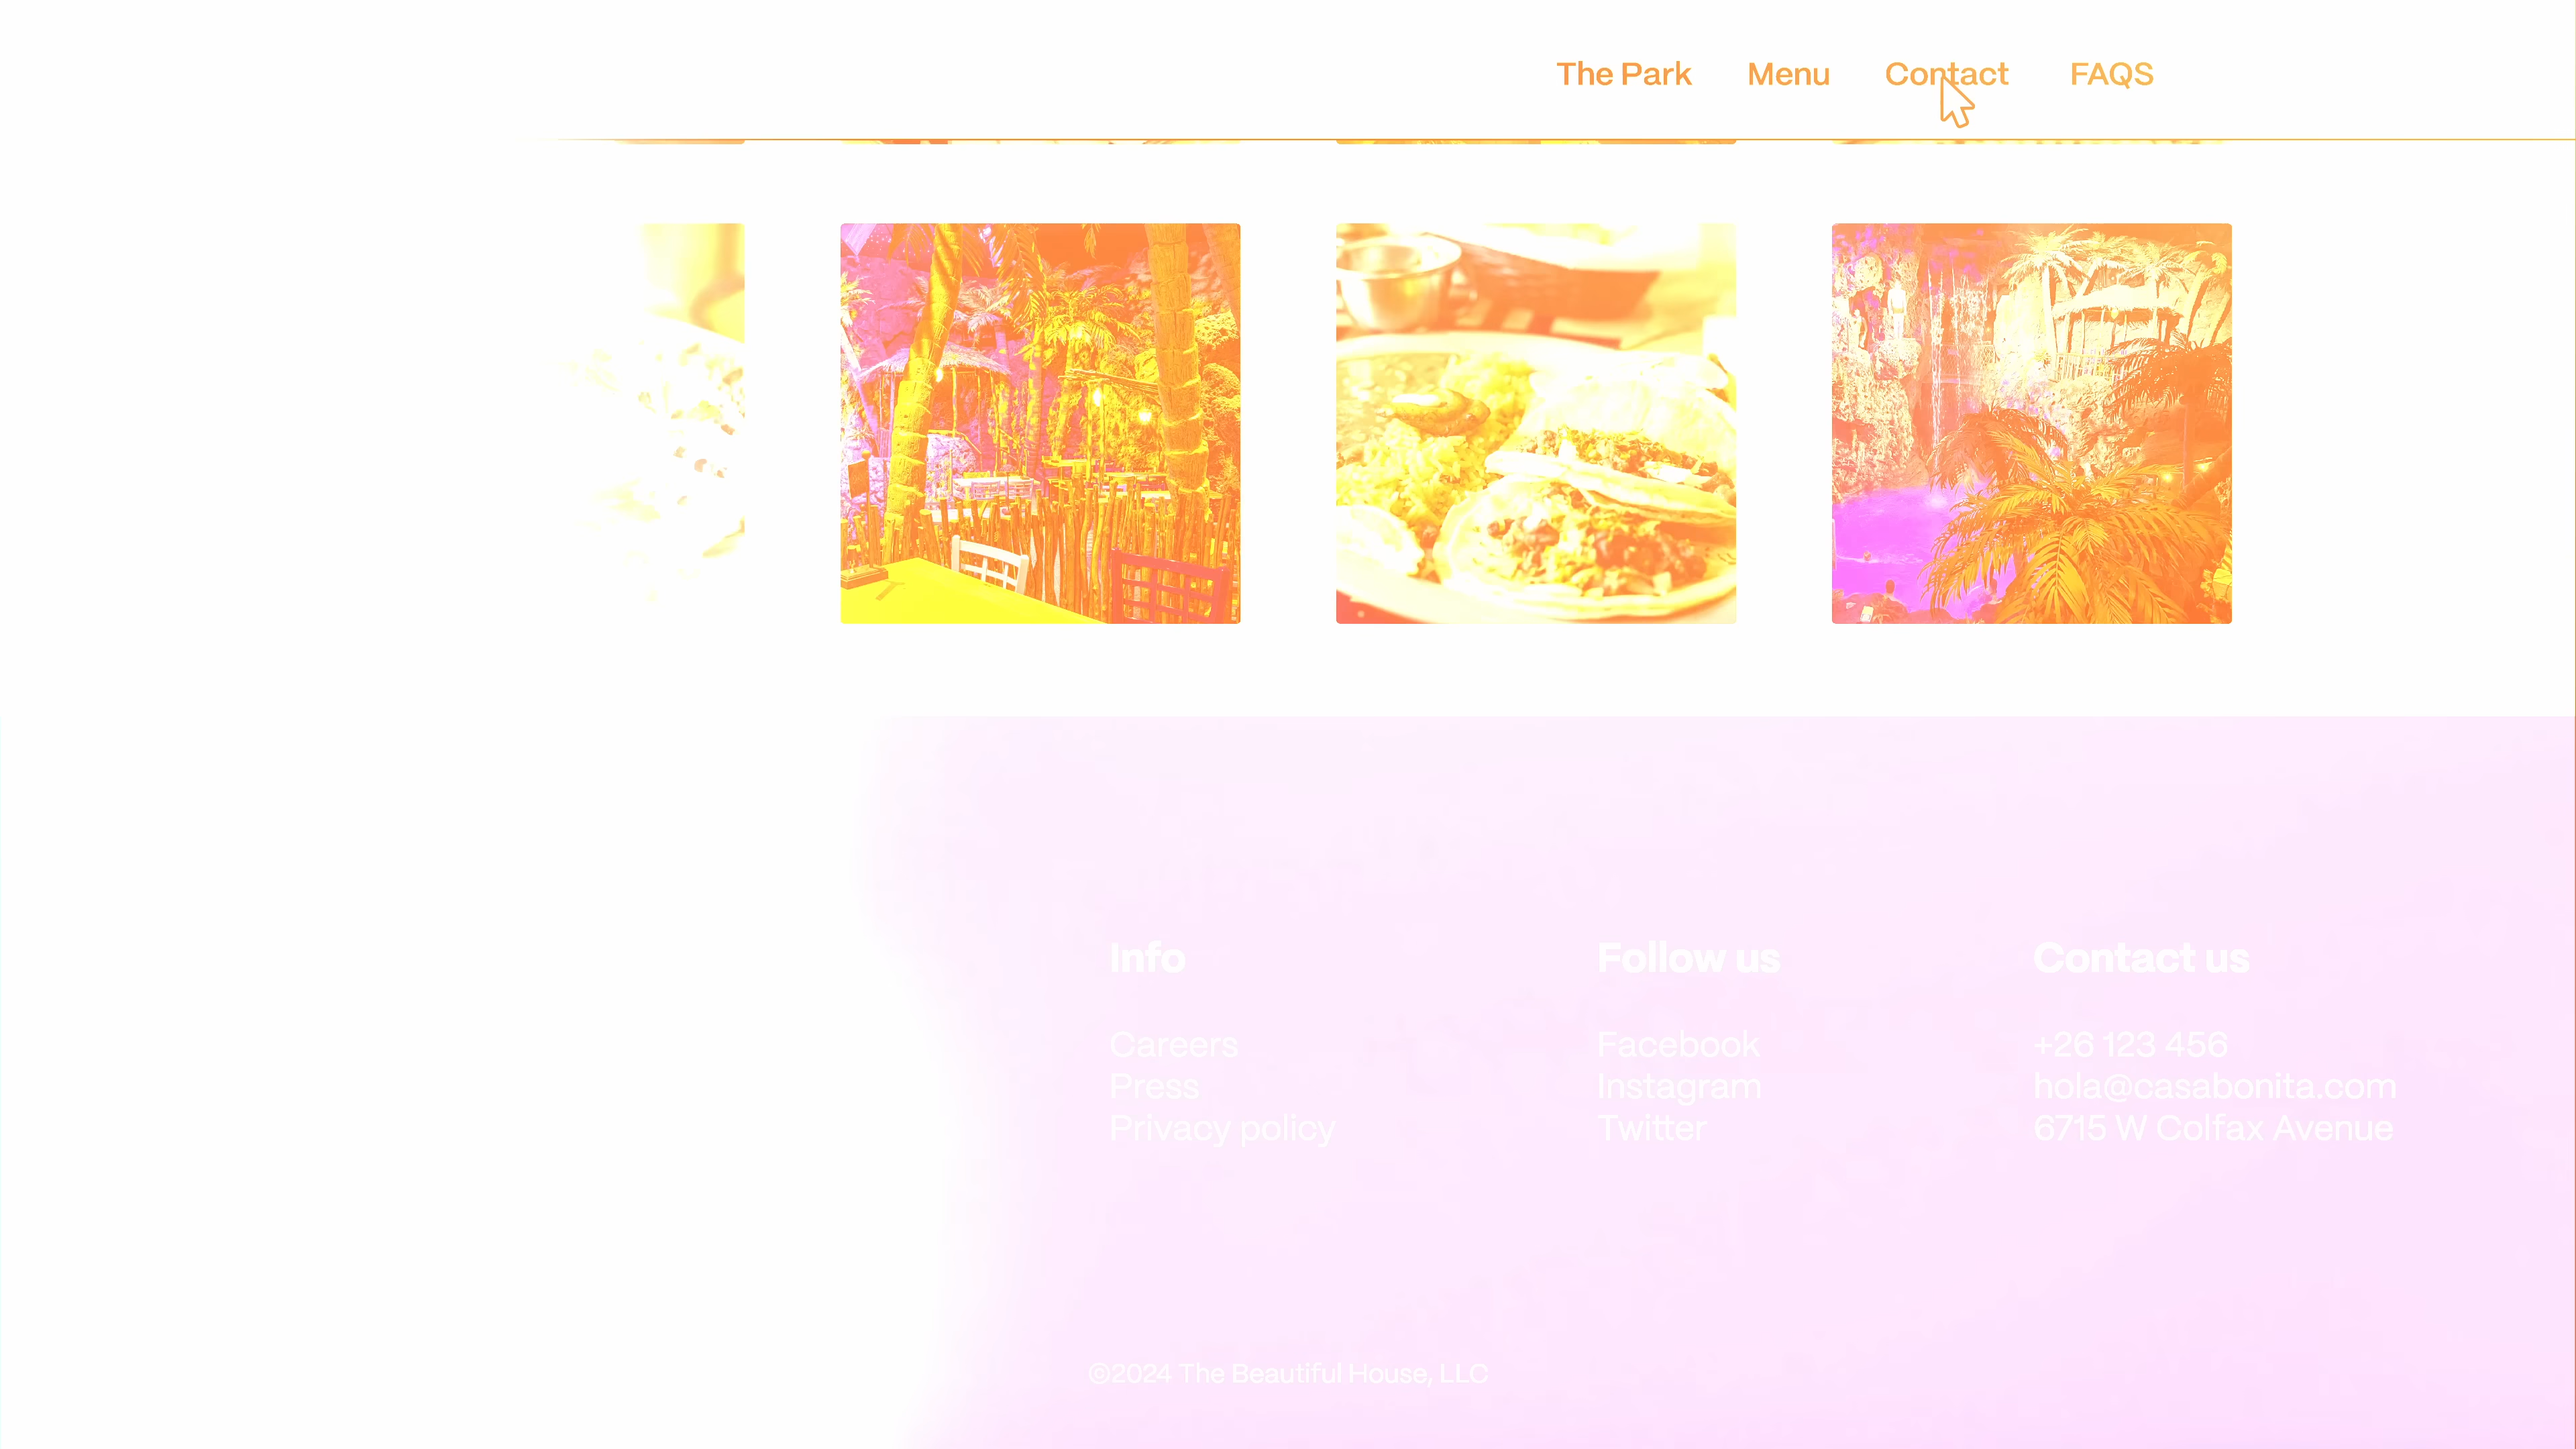 The Park Menu Contact FAQS
Info
Careers
Press
Privacy policy
Follow us
Facebook
Instagram
Twitter
Contact us
+26 123 456
hola@casabonita.com
6715 W Colfax Avenue
©2024 The Beautiful House, LLC